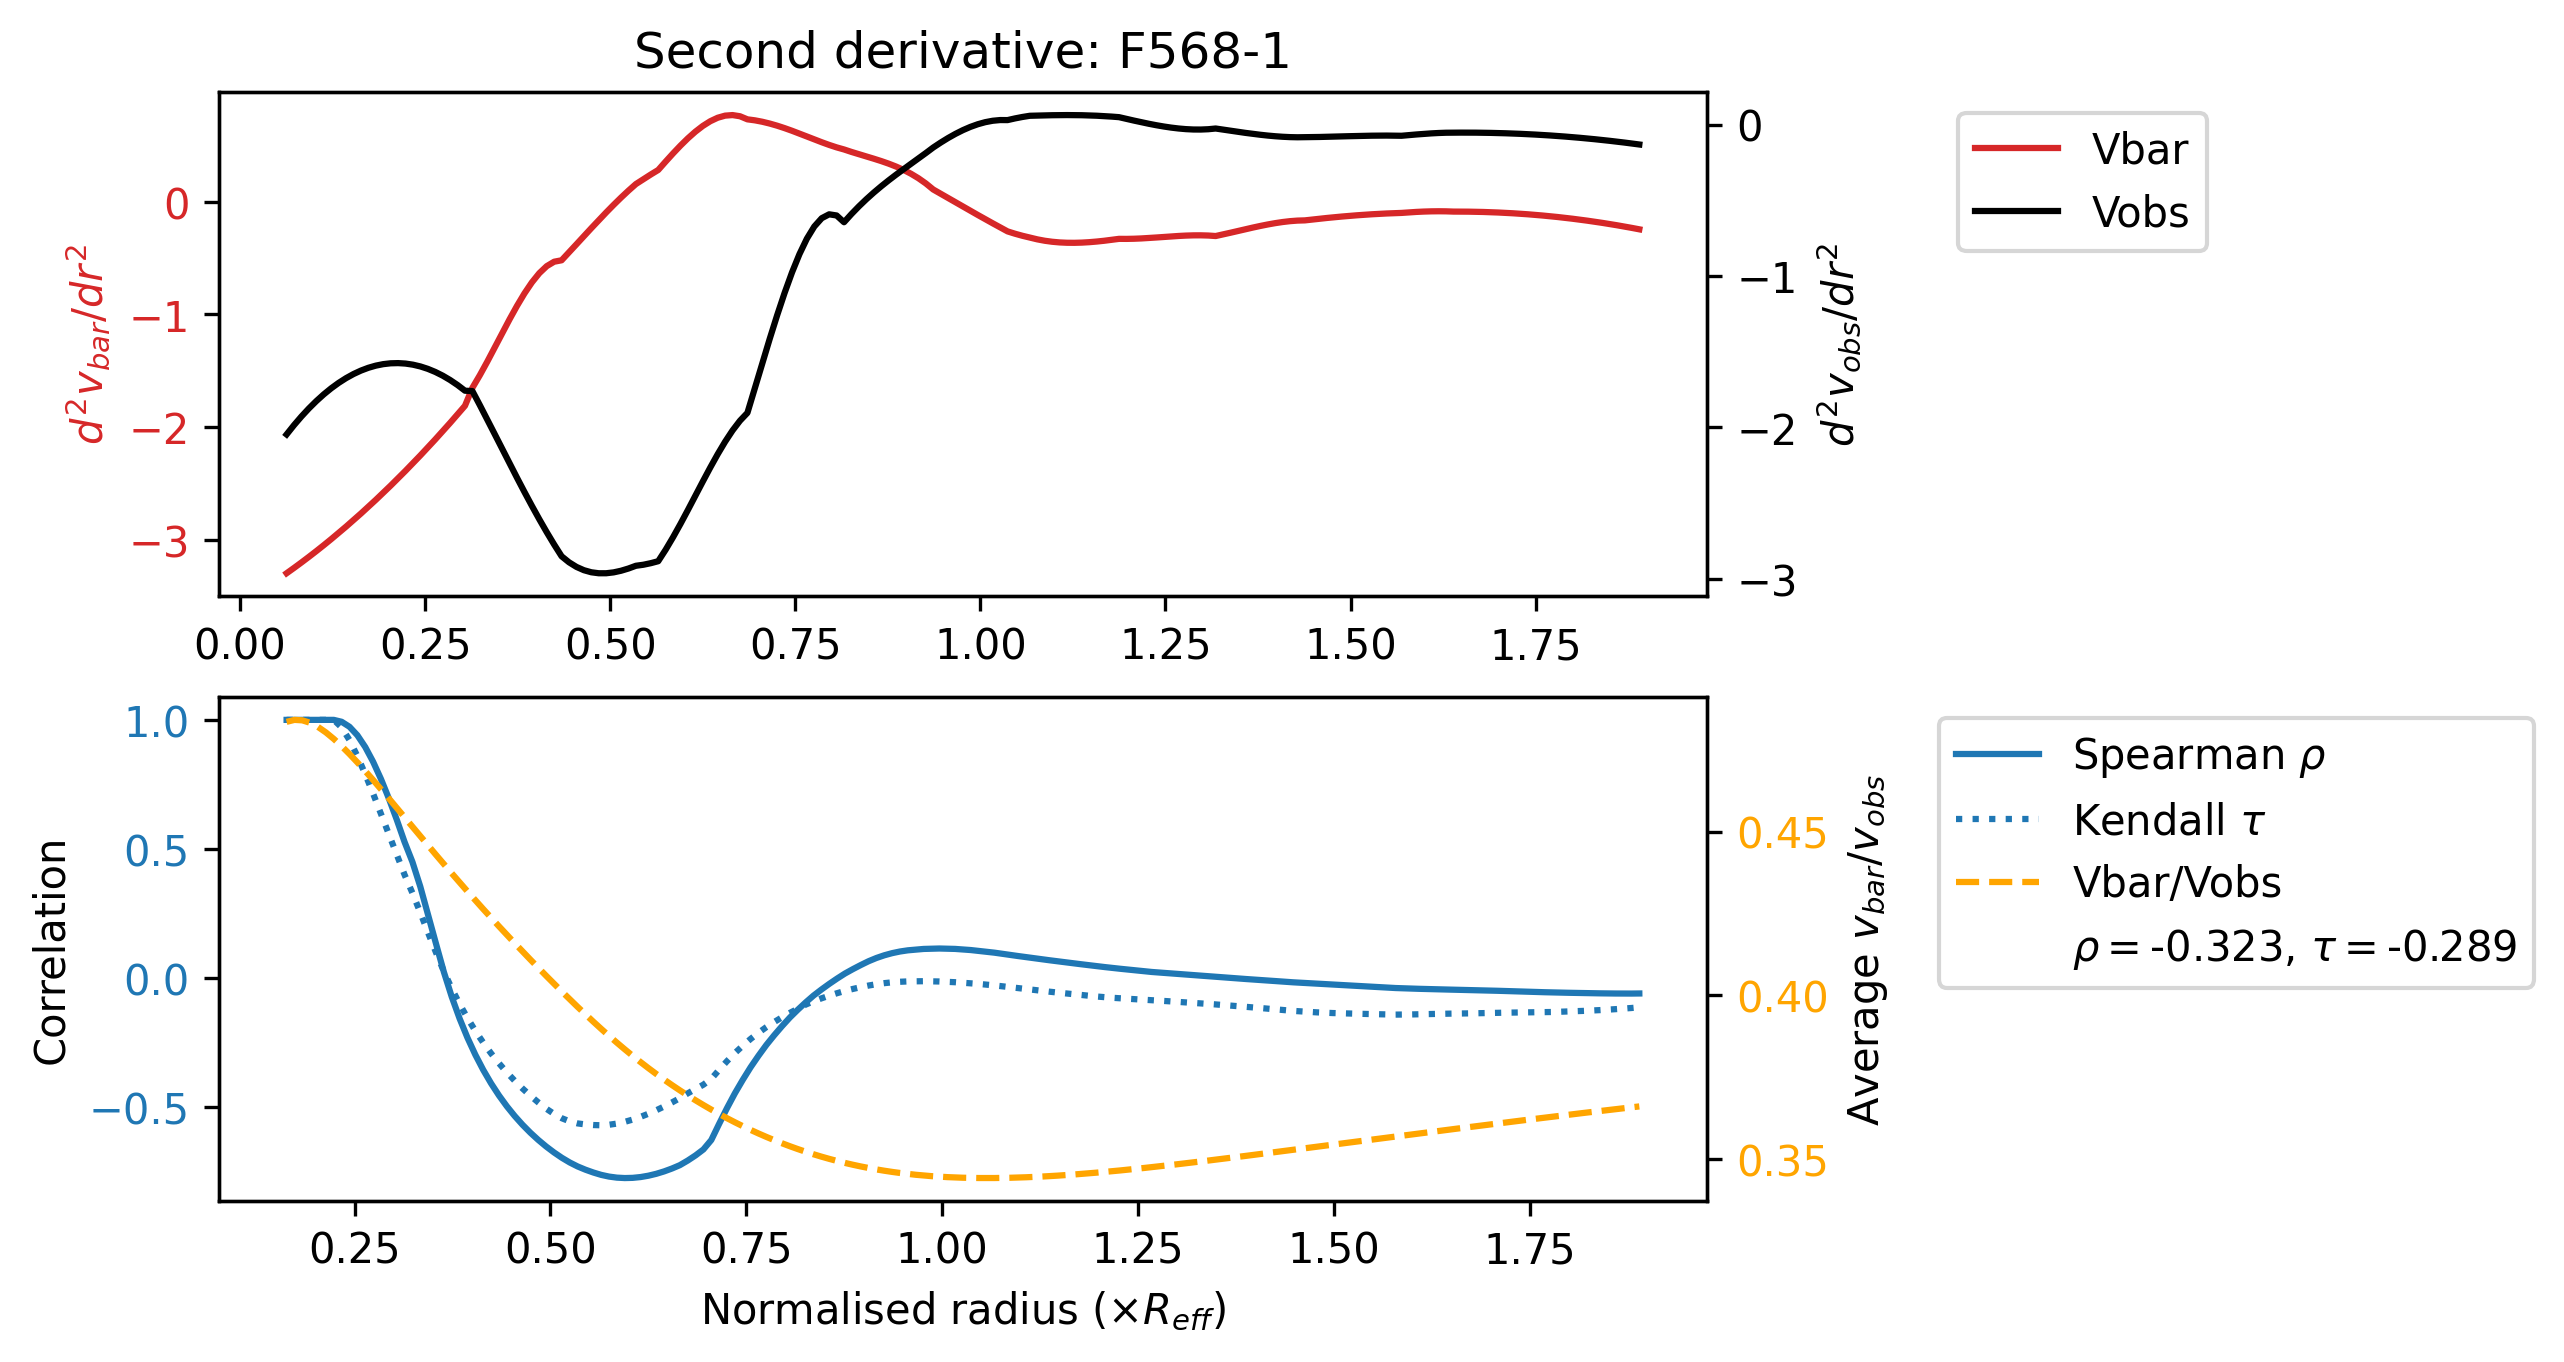 Second derivative: F568-1
0
−1
−2
−3
d²v_bar/dr²
0
−1
−2
−3
d²v_obs/dr²
0.00 0.25 0.50 0.75 1.00 1.25 1.50 1.75
Vbar
Vobs
1.0
0.5
0.0
−0.5
Correlation
0.45
0.40
0.35
Average v_bar/v_obs
0.25 0.50 0.75 1.00 1.25 1.50 1.75
Normalised radius (×R_eff)
Spearman ρ
Kendall τ
Vbar/Vobs
ρ = -0.323, τ = -0.289